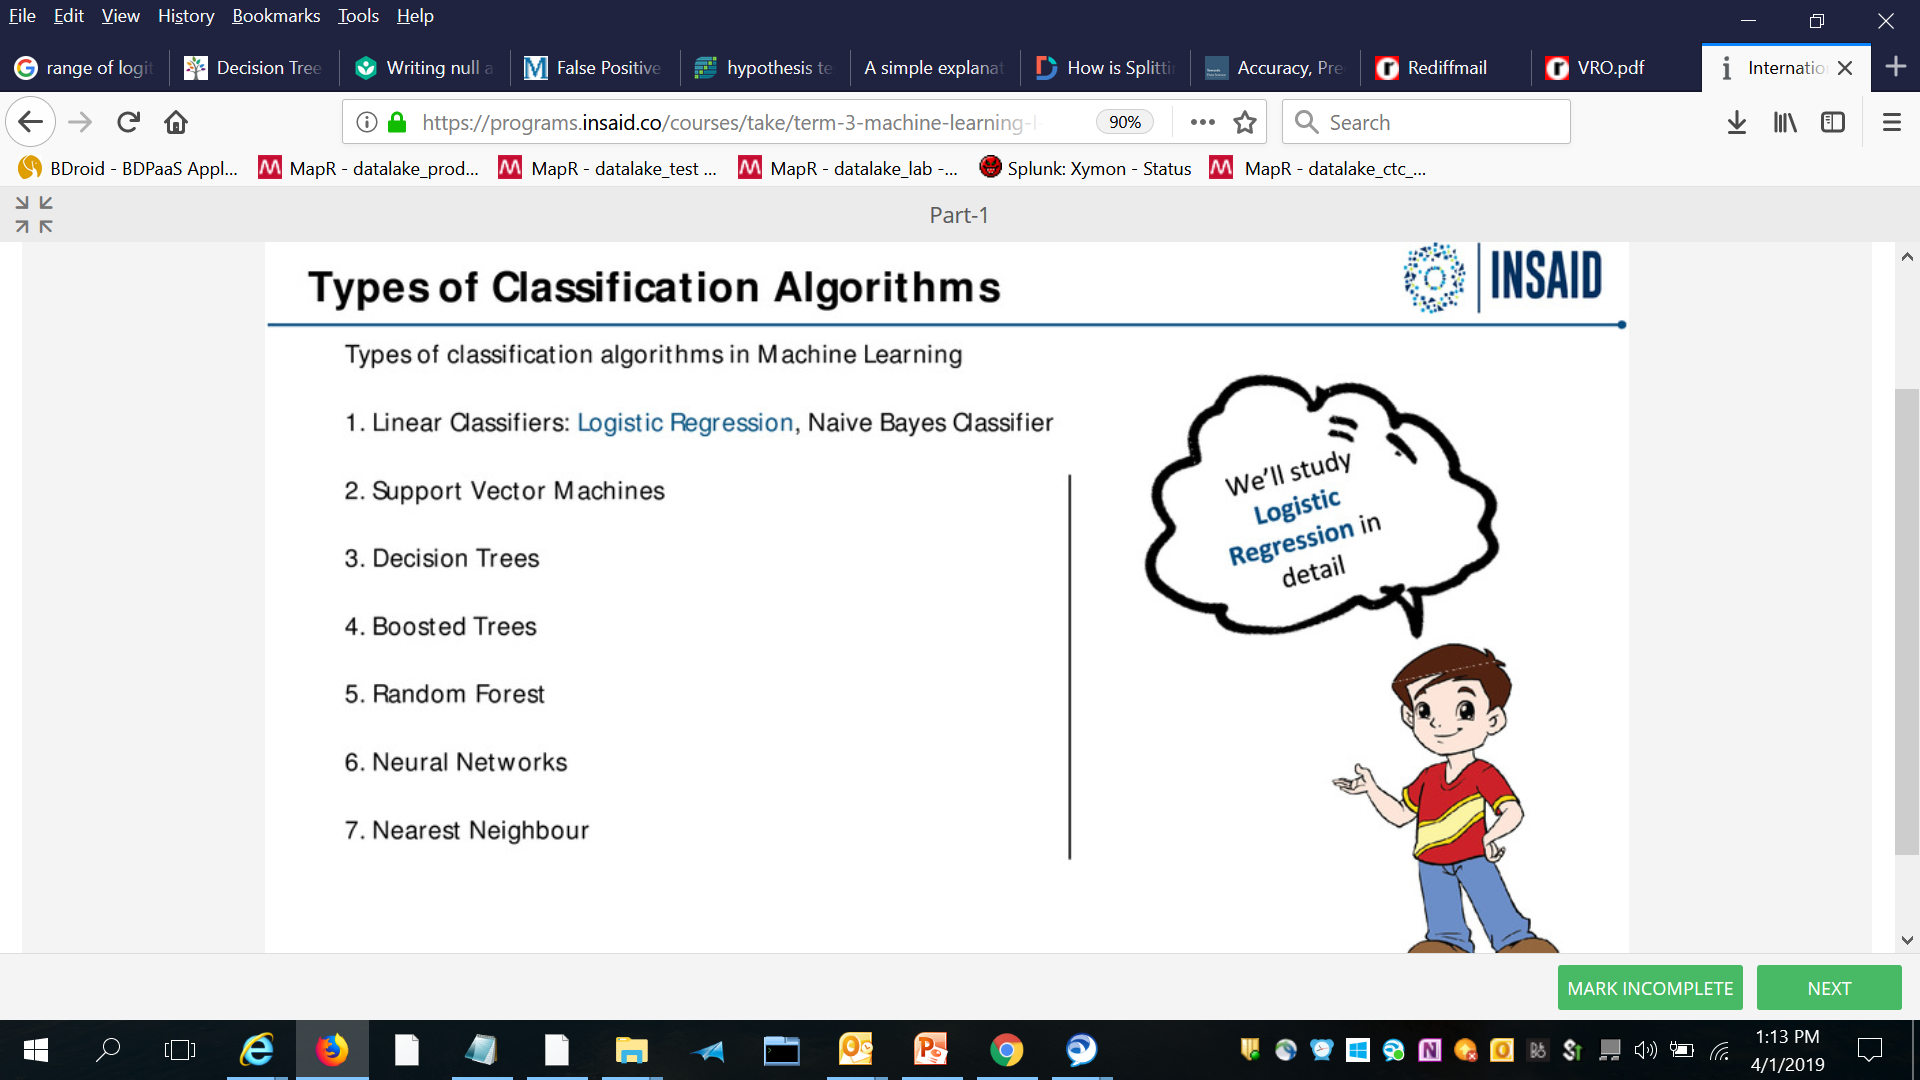 File Edit View History Bookmarks Tools Help
range of logit Decision Tree Writing null a False Positive hypothesis te A simple explanat How is Splitti Accuracy, Pre Rediffmail VRO.pdf Internatio
https://programs.insaid.co/courses/take/term-3-machine-learning-l 90% Search
BDroid - BDPaaS Appl... MapR - datalake_prod... MapR - datalake_test ... MapR - datalake_lab -... Splunk: Xymon - Status MapR - datalake_ctc_...
Part-1
Types of Classification Algorithms
INSAID
Types of classification algorithms in Machine Learning
1. Linear Classifiers: Logistic Regression, Naive Bayes Classifier
2. Support Vector Machines
3. Decision Trees
4. Boosted Trees
5. Random Forest
6. Neural Networks
7. Nearest Neighbour
We'll study
Logistic
Regression in
detail
MARK INCOMPLETE NEXT
1:13 PM
4/1/2019